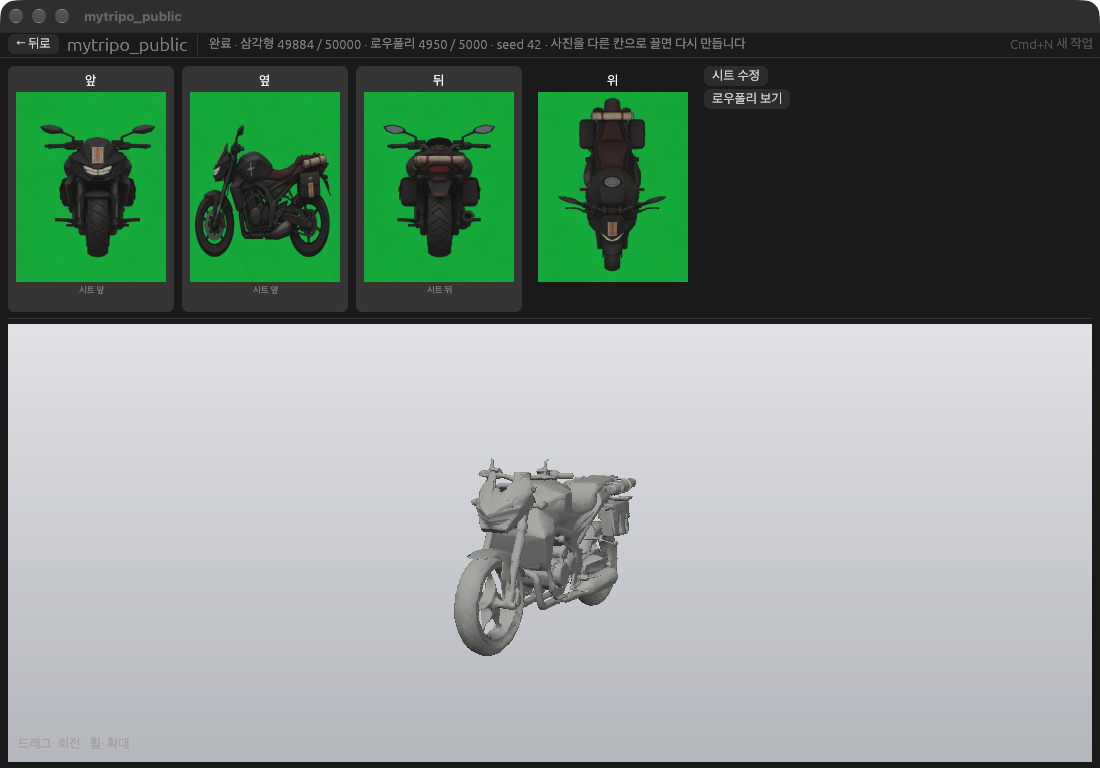 mytripo_public
← 뒤로 mytripo_public 완료 · 삼각형 49884 / 50000 · 로우폴리 4950 / 5000 · seed 42 · 사진을 다른 칸으로 끌면 다시 만듭니다 Cmd+N 새 작업
앞 옆 뒤 위 시트 수정
로우폴리 보기
시트 앞 시트 옆 시트 뒤
드래그: 회전 · 휠: 확대